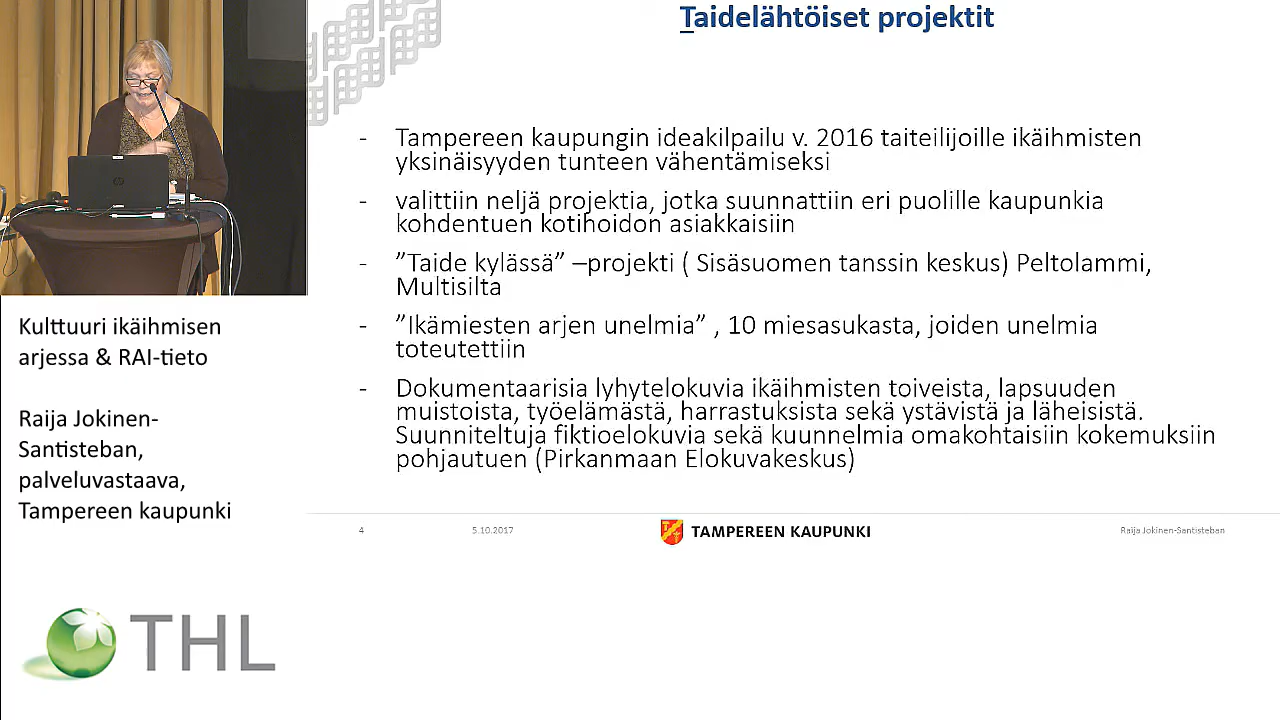 Taidelähtöiset projektit
- Tampereen kaupungin ideakilpailu v. 2016 taiteilijoille ikäihmisten
yksinäisyyden tunteen vähentämiseksi
- valittiin neljä projektia, jotka suunnattiin eri puolille kaupunkia
kohdentuen kotihoidon asiakkaisiin
- ”Taide kylässä” –projekti ( Sisäsuomen tanssin keskus) Peltolammi,
Multisilta
- ”Ikämiesten arjen unelmia” , 10 miesasukasta, joiden unelmia
toteutettiin
- Dokumentaarisia lyhytelokuvia ikäihmisten toiveista, lapsuuden
muistoista, työelämästä, harrastuksista sekä ystävistä ja läheisistä.
Suunniteltuja fiktioelokuvia sekä kuunnelmia omakohtaisiin kokemuksiin
pohjautuen (Pirkanmaan Elokuvakeskus)
4 5.10.2017 TAMPEREEN KAUPUNKI Raija Jokinen-Santisteban
Kulttuuri ikäihmisen
arjessa & RAI-tieto
Raija Jokinen-
Santisteban,
palveluvastaava,
Tampereen kaupunki
THL